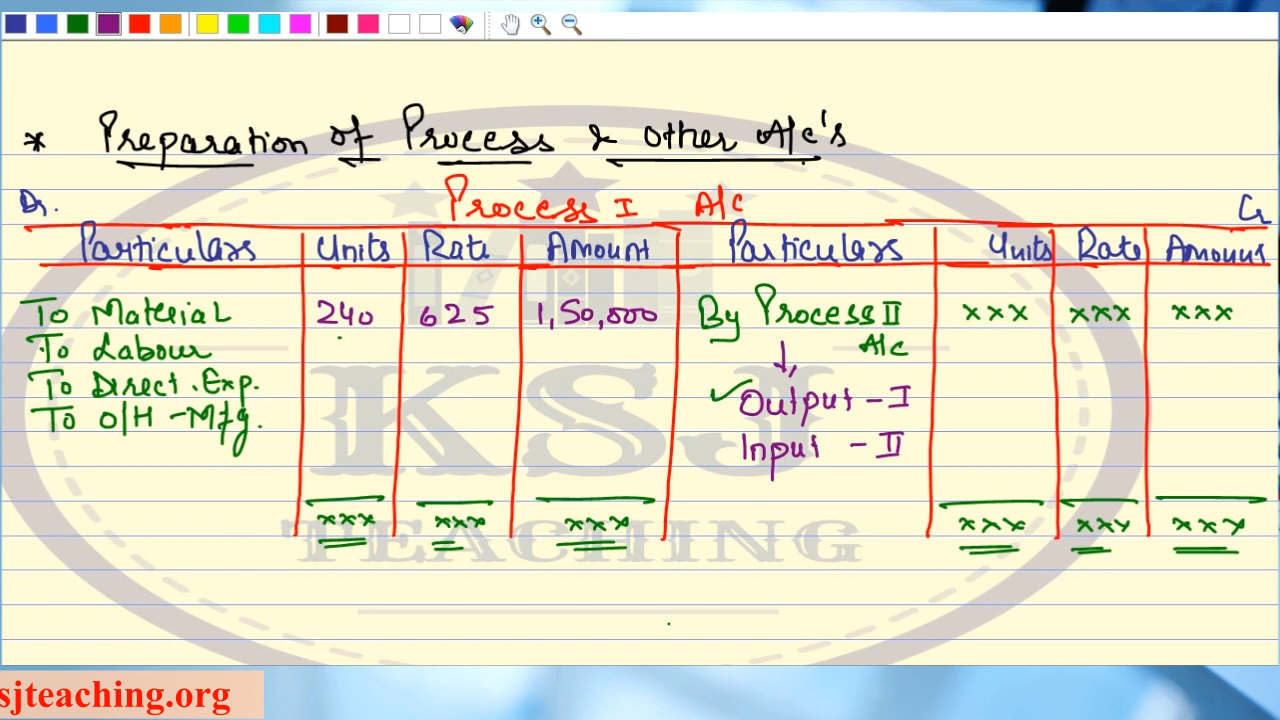 * Preparation of Process & other A/c's
Dr. Process I A/c Cr
Particulars Units Rate Amount Particulars Units Rate Amount
To Material 240 625 1,50,000 By Process II xxx xxx xxx
To Labour A/c
To Direct.Exp. Output - I
To O/H - Mfg. Input - II
xxx xxx xxx xxx xxx xxx
KSJ
TEACHING
sjteaching.org